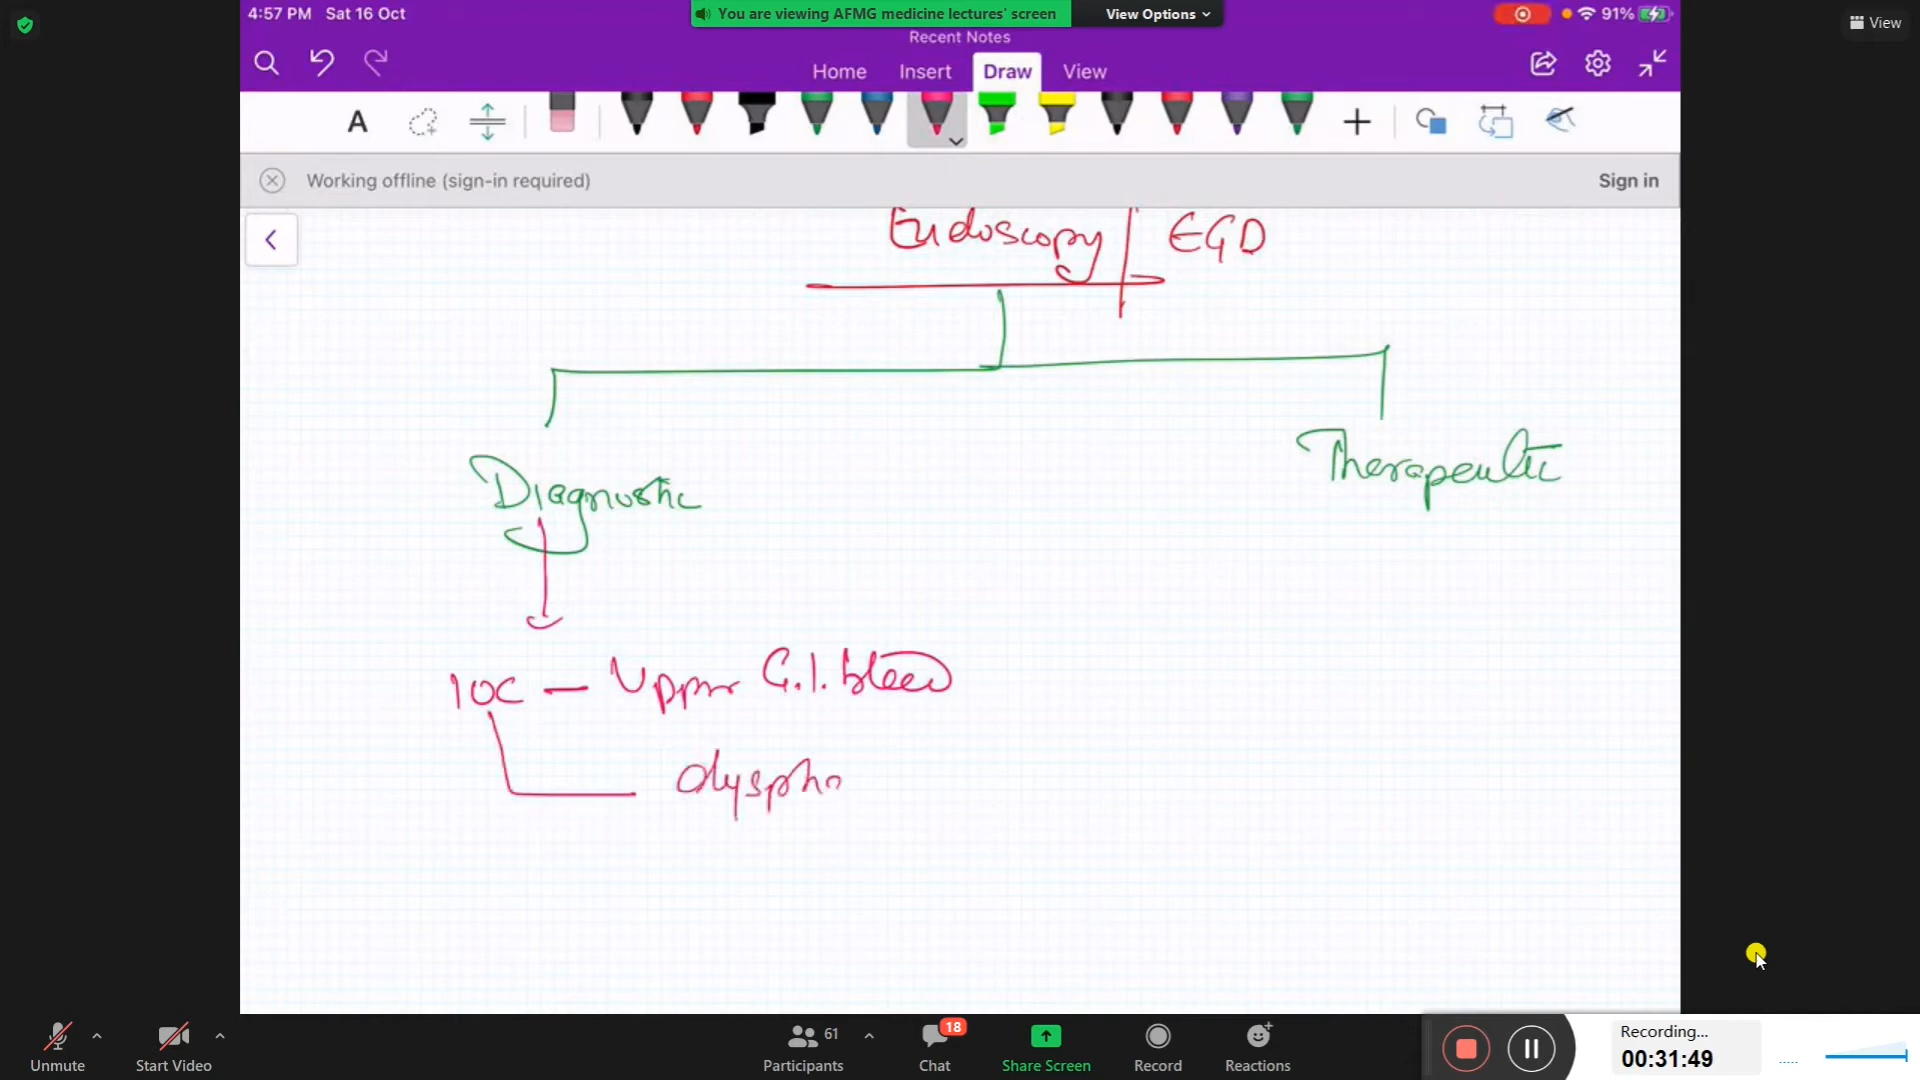 4:57 PM Sat 16 Oct
You are viewing AFMG medicine lectures' screen
View Options
91%
View
Recent Notes
Home Insert Draw View
A
Working offline (sign-in required)
Sign in
Endoscopy | EGD
Diagnostic
Therapeutic
IOC — Upper G.I. bleed
dyspha
61
18
Unmute
Start Video
Participants
Chat
Share Screen
Record
Reactions
Recording...
00:31:49